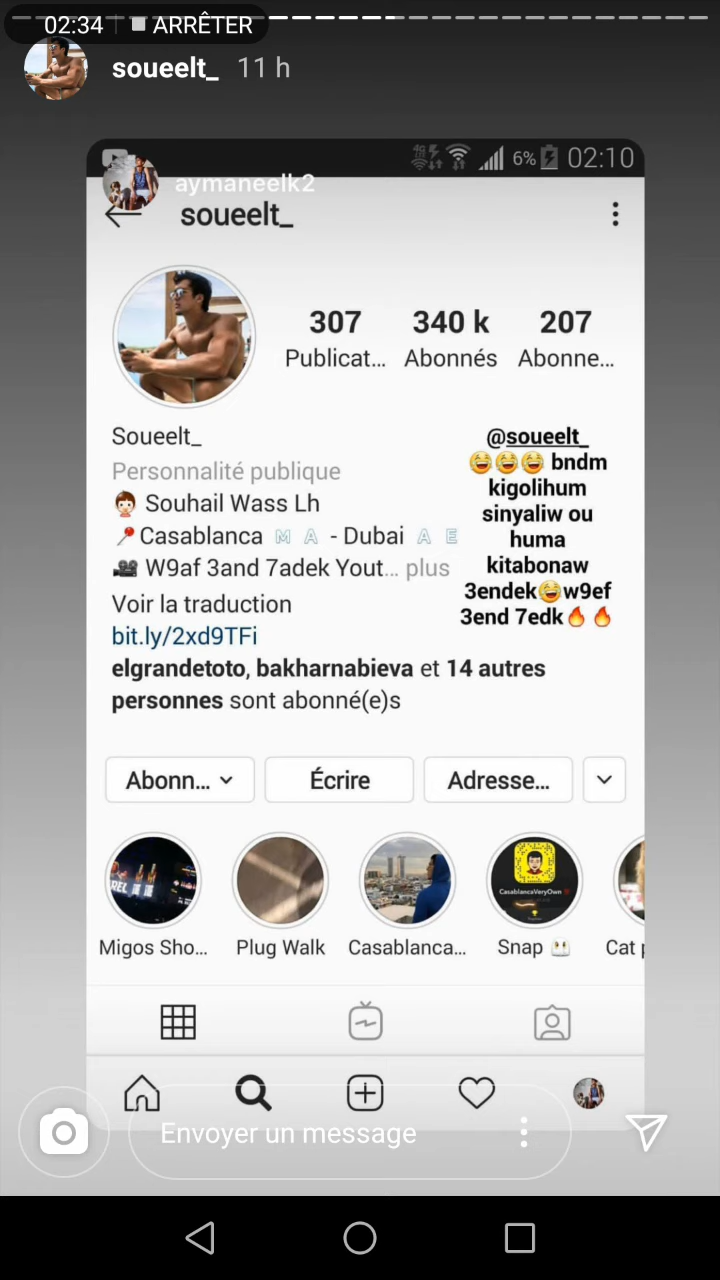 02:34 ARRÊTER
soueelt_ 11 h
6% 02:10
aymaneelk2
soueelt_
307 340 k 207
Publicat... Abonnés Abonne...
Soueelt_
Personnalité publique
👦 Souhail Wass Lh
📍Casablanca 🇲 🇦 - Dubai 🇦 🇪
🎥 W9af 3and 7adek Yout... plus
Voir la traduction
bit.ly/2xd9TFi
elgrandetoto, bakharnabieva et 14 autres
personnes sont abonné(e)s
@soueelt_
😂😂😂 bndm
kigolihum
sinyaliw ou
huma
kitabonaw
3endek😂w9ef
3end 7edk🔥🔥
Abonn... Écrire Adresse...
REL
CasablancaVeryOwn
Migos Sho... Plug Walk Casablanca... Snap 👻 Cat
Envoyer un message